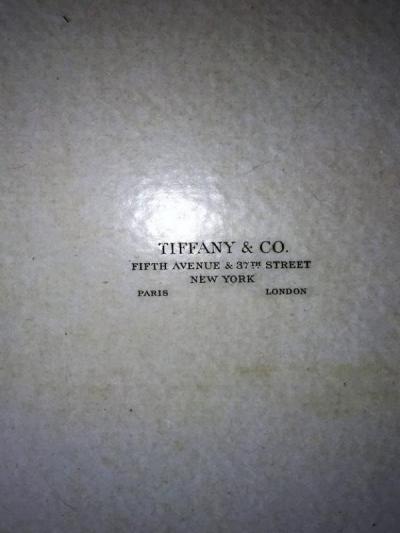 TIFFANY & CO.
FIFTH AVENUE & 37TH STREET
NEW YORK
PARIS LONDON